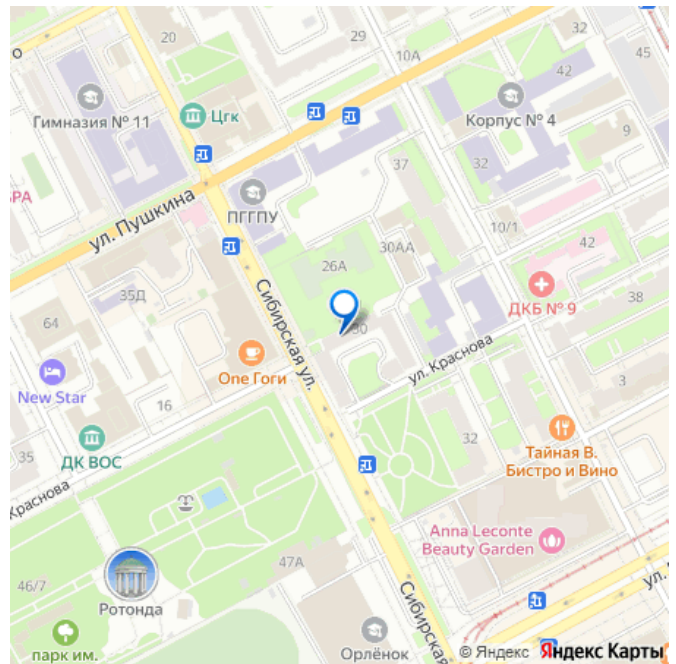 20
29
32
10А
45
42
Гимназия № 11
Цгк
Корпус № 4
9
37
32
ПГГПУ
ул. Пушкина
10/1
30АА
42
26А
35Д
ДКБ № 9
38
Сибирская ул.
64
30
ул. Краснова
One Гоги
New Star
16
3
32
ДК ВОС
35
Тайная В.
Бистро и Вино
Краснова
Anna Leconte
Beauty Garden
47А
46/7
Ротонда
ул.
Сибирская
парк им.
Орлёнок
© Яндекс Яндекс Карты